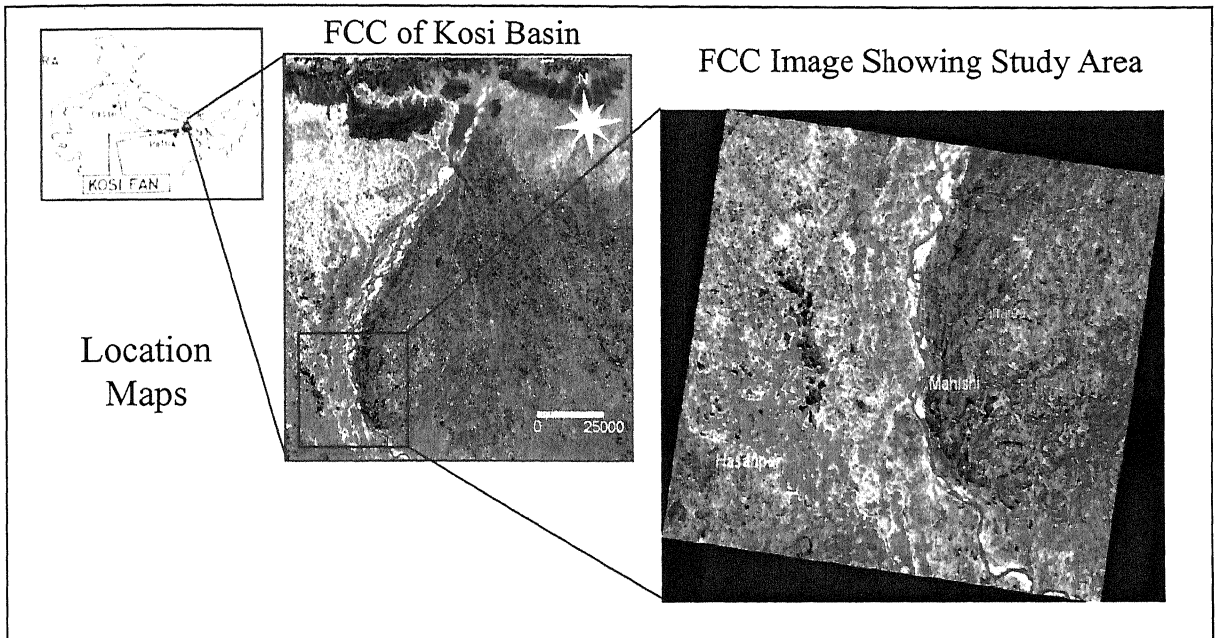 FCC of Kosi Basin
FCC Image Showing Study Area
N
KOSI FAN
Location
Maps
0 25000
Mahishi
Hasanpur